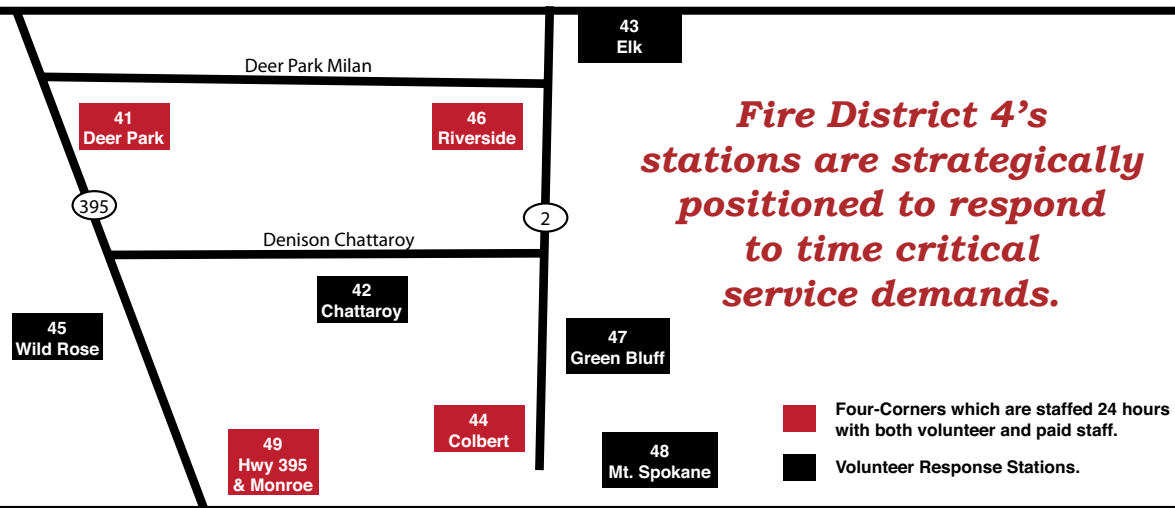 43
Elk
Deer Park Milan
41
Deer Park
46
Riverside
Fire District 4’s
stations are strategically
positioned to respond
to time critical
service demands.
395
2
Denison Chattaroy
42
Chattaroy
45
Wild Rose
47
Green Bluff
44
Colbert
49
Hwy 395
& Monroe
48
Mt. Spokane
Four-Corners which are staffed 24 hours
with both volunteer and paid staff.
Volunteer Response Stations.